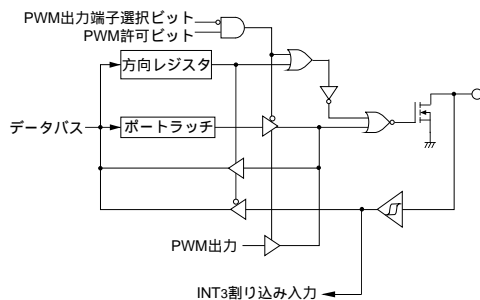 PWM出力端子選択ビット
PWM許可ビット
方向レジスタ
データバス
ポートラッチ
PWM出力
INT3割り込み入力